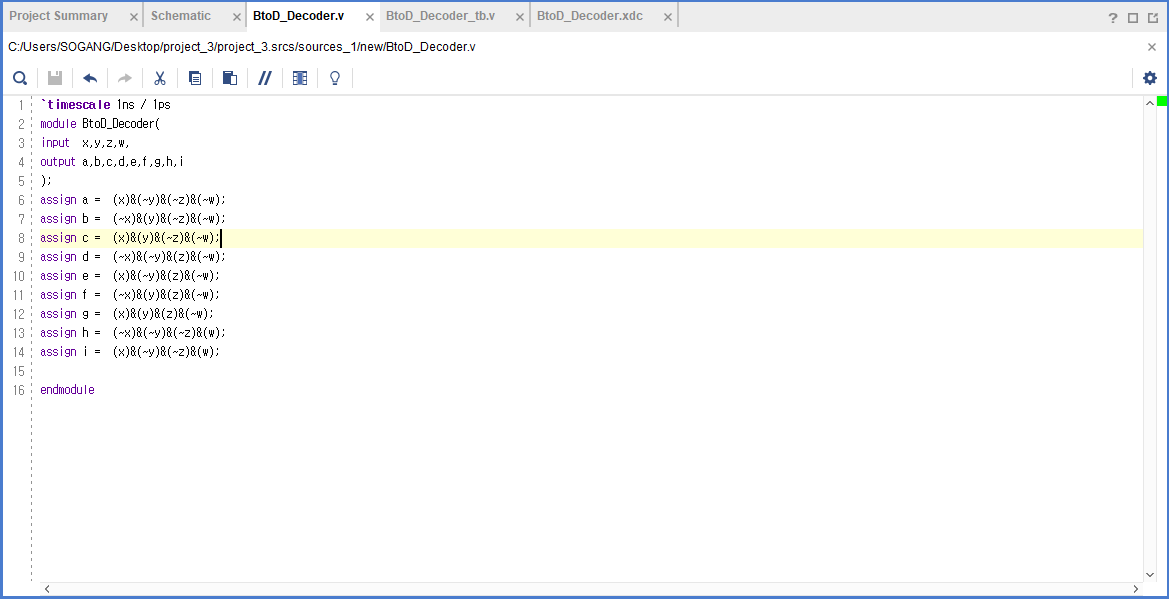 Project Summary × Schematic × BtoD_Decoder.v × BtoD_Decoder_tb.v × BtoD_Decoder.xdc ×
C:/Users/SOGANG/Desktop/project_3/project_3.srcs/sources_1/new/BtoD_Decoder.v
1 `timescale 1ns / 1ps
2 module BtoD_Decoder(
3 input  x,y,z,w,
4 output a,b,c,d,e,f,g,h,i
5 );
6 assign a =  (x)&(~y)&(~z)&(~w);
7 assign b =  (~x)&(y)&(~z)&(~w);
8 assign c =  (x)&(y)&(~z)&(~w);
9 assign d =  (~x)&(~y)&(z)&(~w);
10 assign e =  (x)&(~y)&(z)&(~w);
11 assign f =  (~x)&(y)&(z)&(~w);
12 assign g =  (x)&(y)&(z)&(~w);
13 assign h =  (~x)&(~y)&(~z)&(w);
14 assign i =  (x)&(~y)&(~z)&(w);
15
16 endmodule